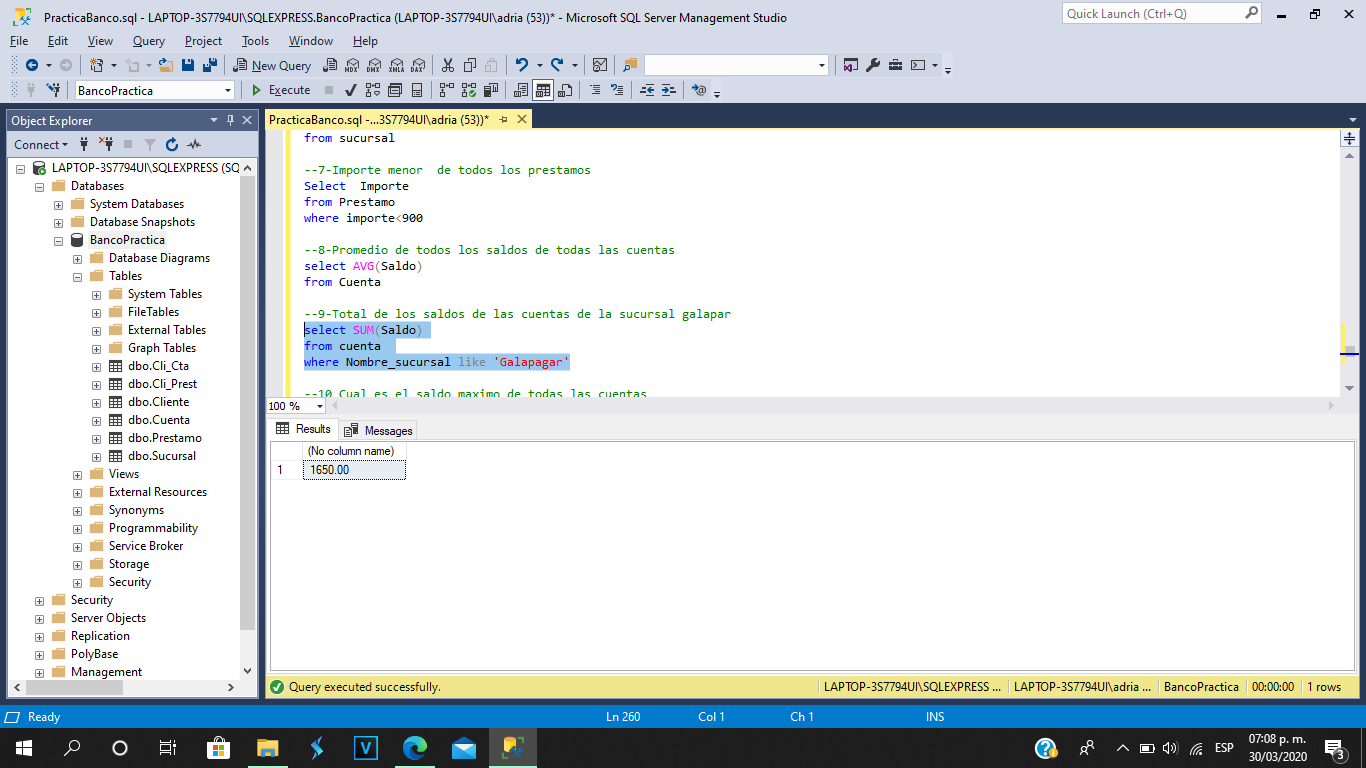 PracticaBanco.sql - LAPTOP-3S7794UI\SQLEXPRESS.BancoPractica (LAPTOP-3S7794UI\adria (53))* - Microsoft SQL Server Management Studio
Quick Launch (Ctrl+Q)
File Edit View Query Project Tools Window Help
New Query
MDX DMX XMLA DAX
BancoPractica
Execute
Object Explorer
Connect
LAPTOP-3S7794UI\SQLEXPRESS (SQ
Databases
System Databases
Database Snapshots
BancoPractica
Database Diagrams
Tables
System Tables
FileTables
External Tables
Graph Tables
dbo.Cli_Cta
dbo.Cli_Prest
dbo.Cliente
dbo.Cuenta
dbo.Prestamo
dbo.Sucursal
Views
External Resources
Synonyms
Programmability
Service Broker
Storage
Security
Security
Server Objects
Replication
PolyBase
Management
PracticaBanco.sql -...3S7794UI\adria (53))*
from sucursal
--7-Importe menor  de todos los prestamos
Select  Importe
from Prestamo
where importe<900
--8-Promedio de todos los saldos de todas las cuentas
select AVG(Saldo)
from Cuenta
--9-Total de los saldos de las cuentas de la sucursal galapar
select SUM(Saldo)
from cuenta
where Nombre_sucursal like 'Galapagar'
--10 Cual es el saldo maximo de todas las cuentas
100 %
Results Messages
(No column name)
1 1650.00
Query executed successfully.
LAPTOP-3S7794UI\SQLEXPRESS ... LAPTOP-3S7794UI\adria ... BancoPractica 00:00:00 1 rows
Ready
Ln 260 Col 1 Ch 1 INS
V
ESP
07:08 p. m.
30/03/2020
3